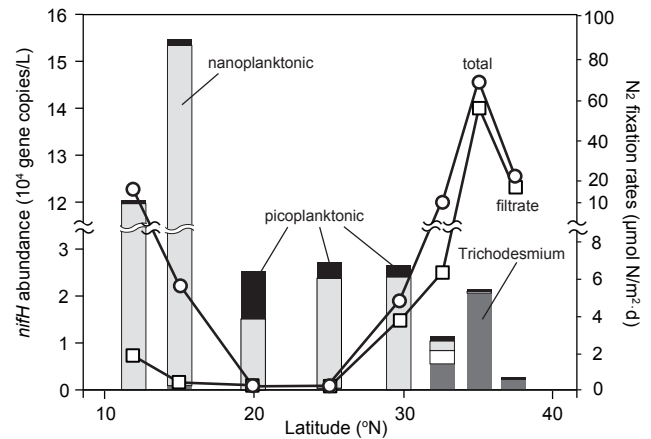 16
15
14
13
12
3
2
1
0
nifH abundance (10⁴ gene copies/L)
100
80
60
40
20
10
8
6
4
2
0
N₂ fixation rates (μmol N/m²·d)
total
nanoplanktonic
picoplanktonic
filtrate
Trichodesmium
10 20 30 40
Latitude (⁰N)